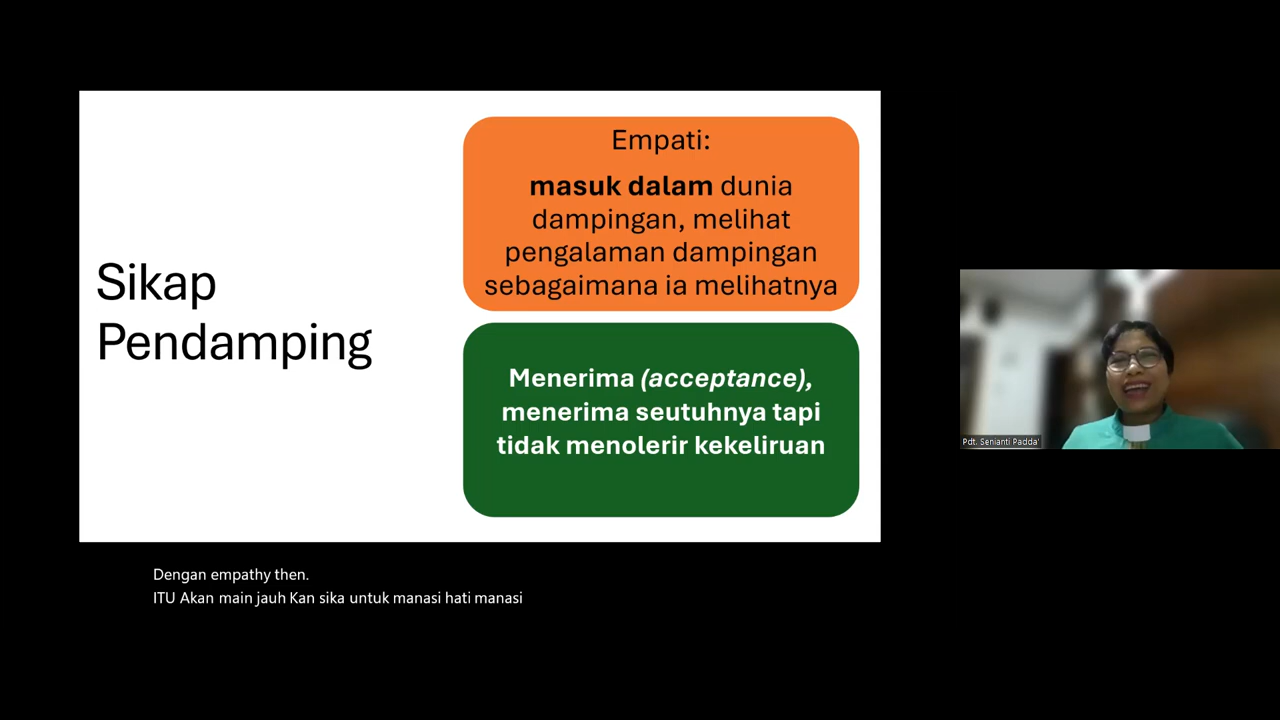 Sikap
Pendamping
Empati:
masuk dalam dunia
dampingan, melihat
pengalaman dampingan
sebagaimana ia melihatnya
Menerima (acceptance),
menerima seutuhnya tapi
tidak menolerir kekeliruan
Pdt. Senianti Padda'
Dengan empathy then.
ITU Akan main jauh Kan sika untuk manasi hati manasi